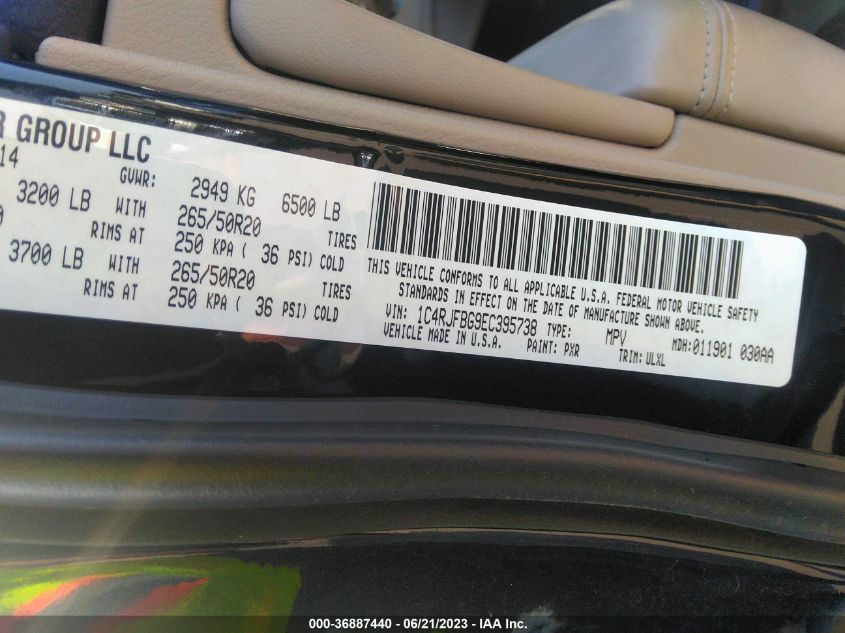 R GROUP LLC
14
GVWR: 2949 KG 6500 LB
3200 LB WITH 265/50R20 TIRES
0 RIMS AT 250 KPA ( 36 PSI) COLD
3700 LB WITH 265/50R20 TIRES
RIMS AT 250 KPA ( 36 PSI) COLD
THIS VEHICLE CONFORMS TO ALL APPLICABLE U.S.A. FEDERAL MOTOR VEHICLE SAFETY
STANDARDS IN EFFECT ON THE DATE OF MANUFACTURE SHOWN ABOVE.
VIN: 1C4RJFBG9EC395738 TYPE: MPV MDH:011901 030AA
VEHICLE MADE IN U.S.A. PAINT: PXR TRIM: ULXL
000-36887440 - 06/21/2023 - IAA Inc.